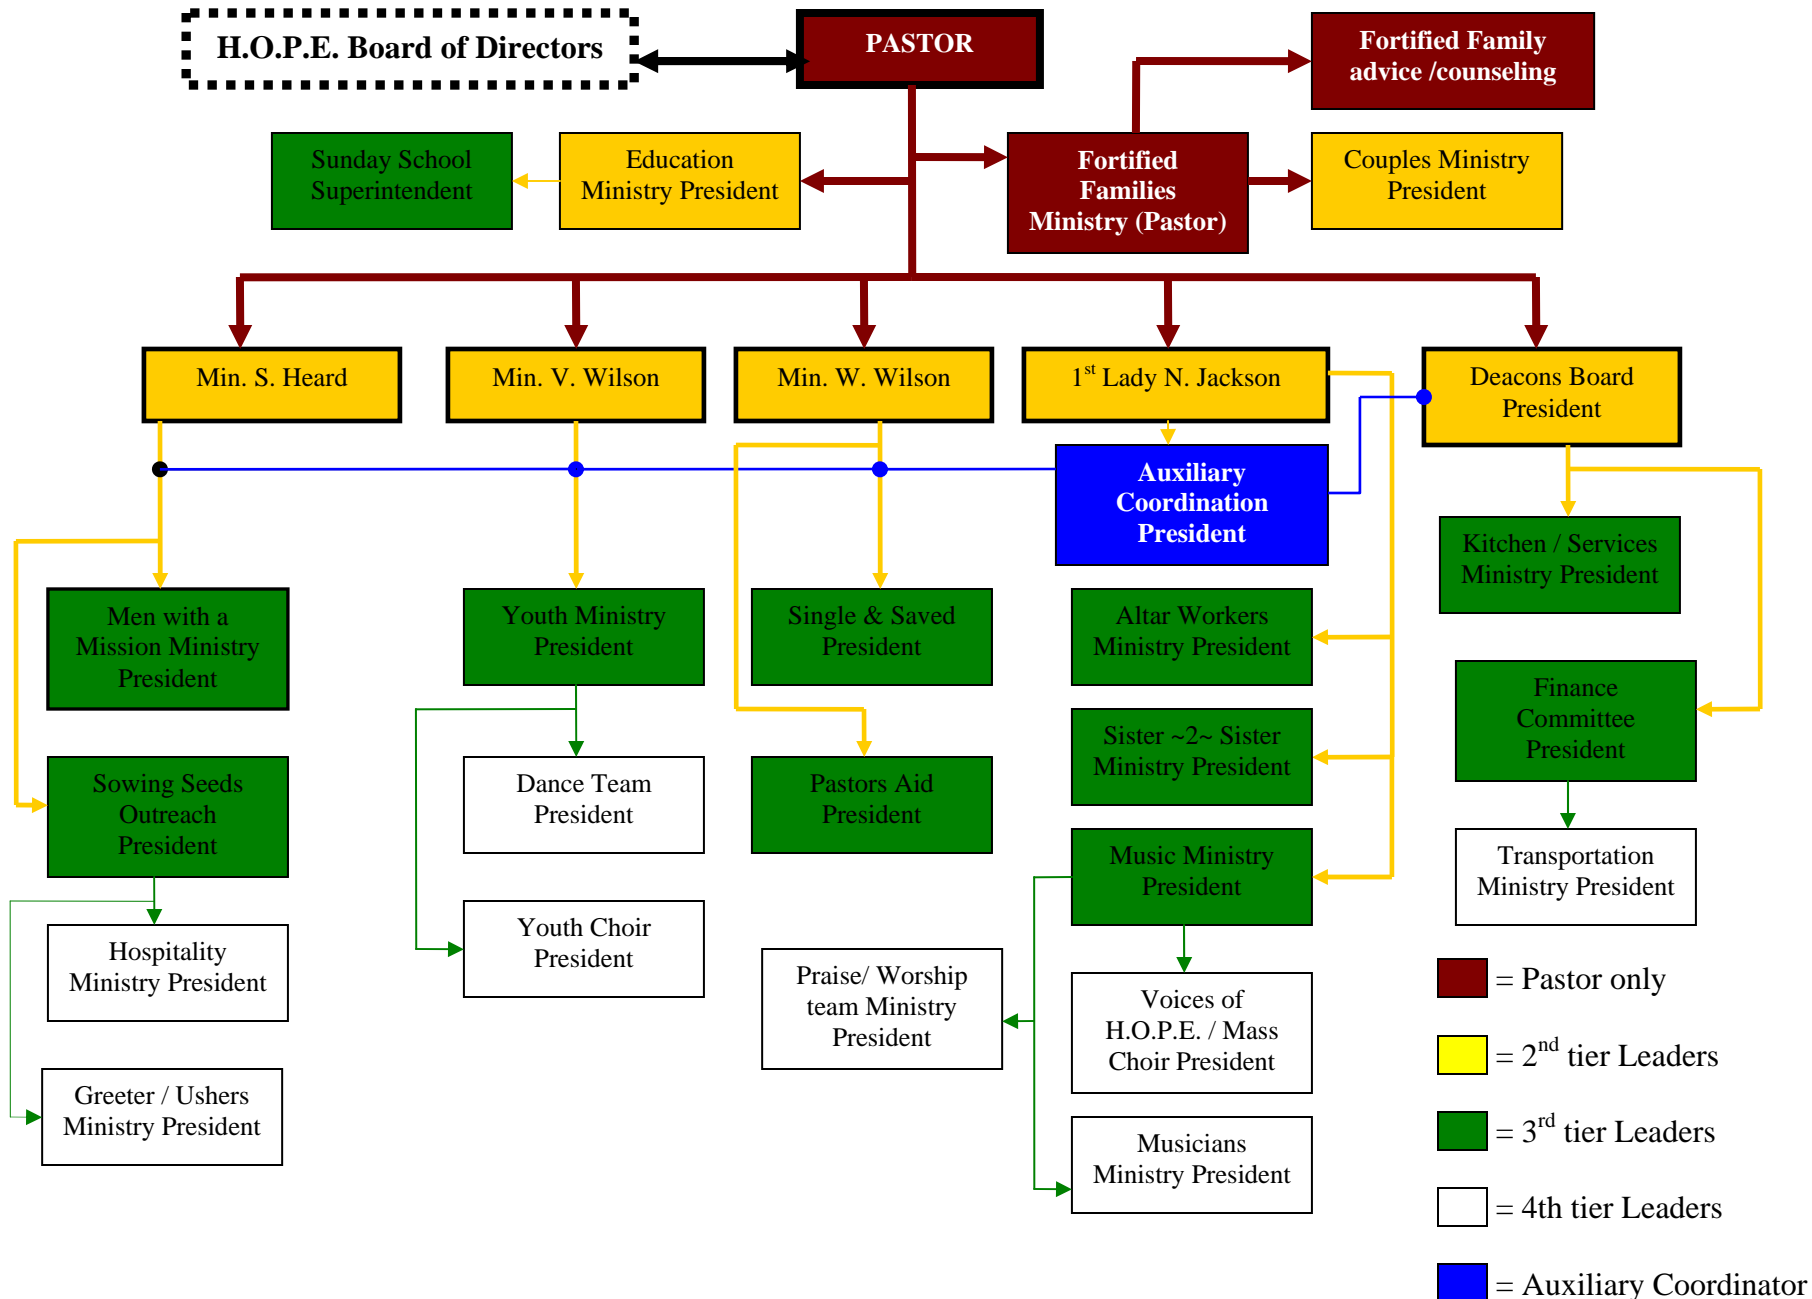 H.O.P.E. Board of Directors
PASTOR
Fortified Family
advice /counseling
Sunday School
Superintendent
Education
Ministry President
Fortified
Families
Ministry (Pastor)
Couples Ministry
President
Min. S. Heard
Min. V. Wilson
Min. W. Wilson
1st Lady N. Jackson
Deacons Board
President
Auxiliary
Coordination
President
Kitchen / Services
Ministry President
Men with a
Mission Ministry
President
Youth Ministry
President
Single & Saved
President
Altar Workers
Ministry President
Finance
Committee
President
Sister ~2~ Sister
Ministry President
Sowing Seeds
Outreach
President
Dance Team
President
Pastors Aid
President
Music Ministry
President
Transportation
Ministry President
Hospitality
Ministry President
Youth Choir
President
Praise/ Worship
team Ministry
President
Voices of
H.O.P.E. / Mass
Choir President
Greeter / Ushers
Ministry President
Musicians
Ministry President
= Pastor only
= 2nd tier Leaders
= 3rd tier Leaders
= 4th tier Leaders
= Auxiliary Coordinator